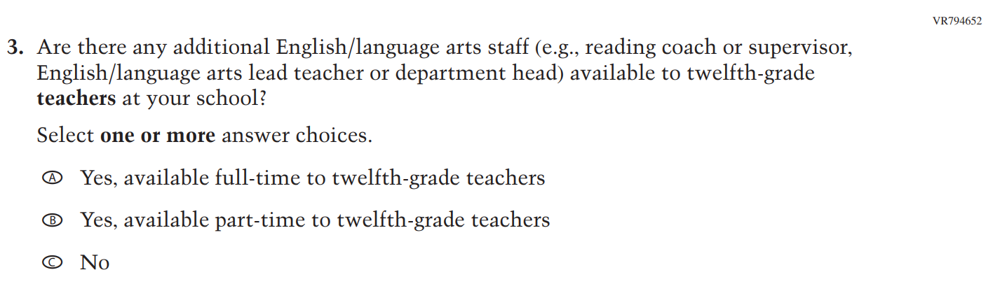 VR794652
3. Are there any additional English/language arts staff (e.g., reading coach or supervisor,
English/language arts lead teacher or department head) available to twelfth-grade
teachers at your school?
Select one or more answer choices.
A Yes, available full-time to twelfth-grade teachers
B Yes, available part-time to twelfth-grade teachers
C No